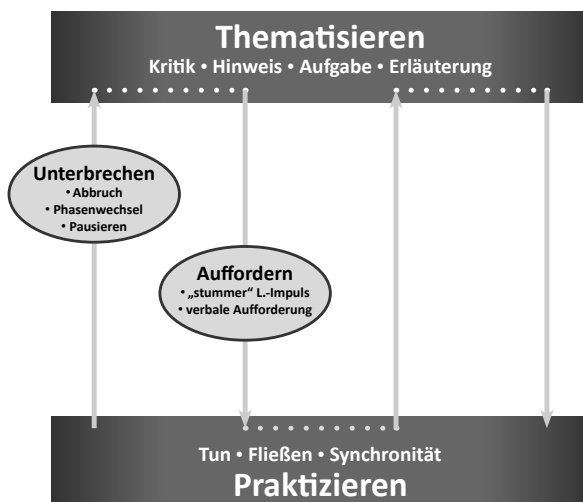 Thematisieren
Kritik • Hinweis • Aufgabe • Erläuterung
Unterbrechen
• Abbruch
• Phasenwechsel
• Pausieren
Auffordern
• „stummer“ L.-Impuls
• verbale Aufforderung
Tun • Fließen • Synchronität
Praktizieren